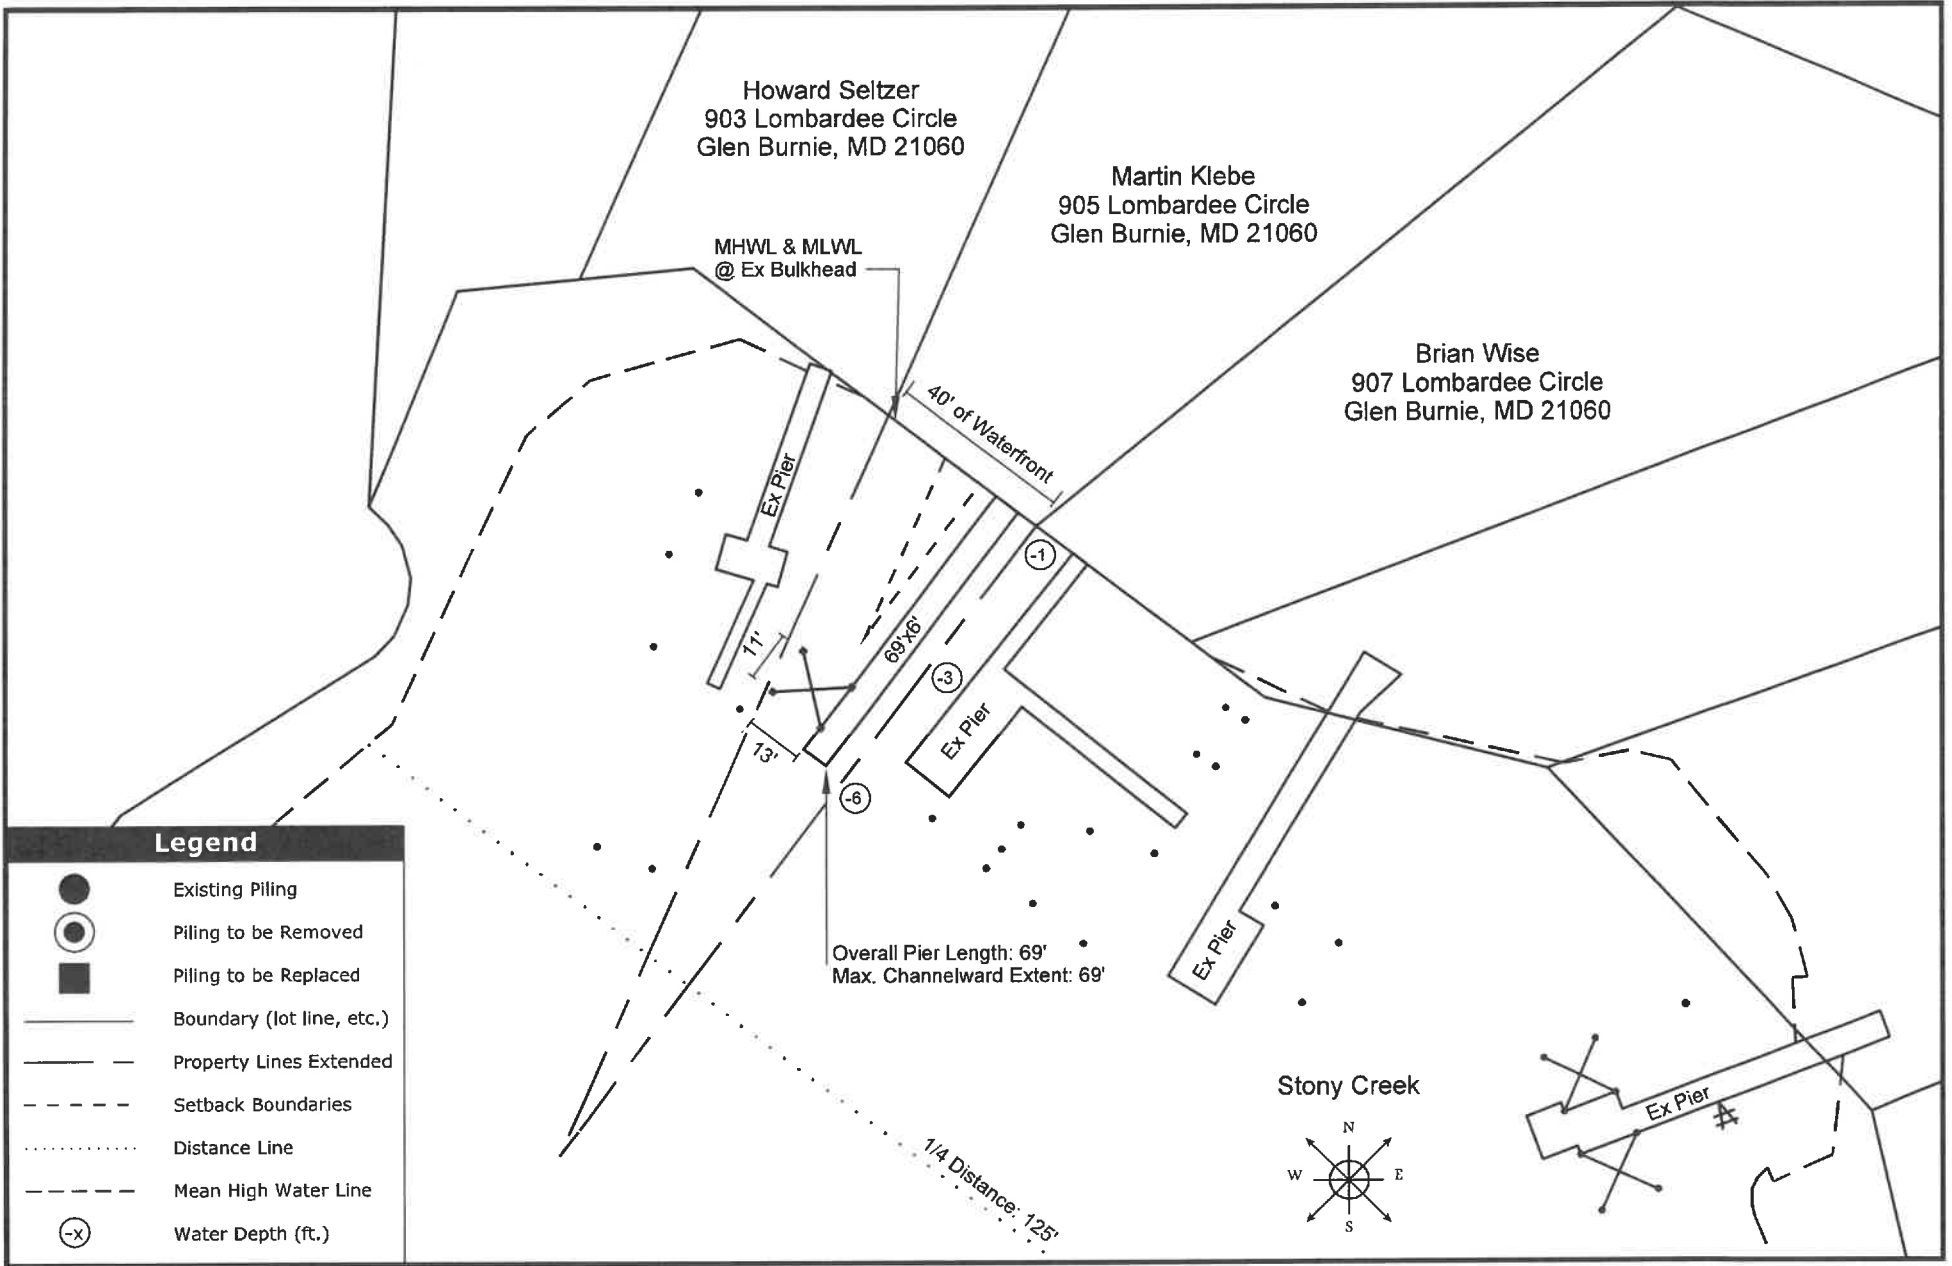 Howard Seltzer
903 Lombardee Circle
Glen Burnie, MD 21060
Martin Klebe
905 Lombardee Circle
Glen Burnie, MD 21060
MHWL & MLWL
@ Ex Bulkhead
Brian Wise
907 Lombardee Circle
Glen Burnie, MD 21060
40' of Waterfront
Ex Pier
-1
69'x6'
11'
-3
Ex Pier
13'
-6
Overall Pier Length: 69'
Max. Channelward Extent: 69'
Ex Pier
Ex Pier
Stony Creek
N
W
E
S
1/4 Distance: 125'
Legend
Existing Piling
Piling to be Removed
Piling to be Replaced
Boundary (lot line, etc.)
Property Lines Extended
Setback Boundaries
Distance Line
Mean High Water Line
-x Water Depth (ft.)